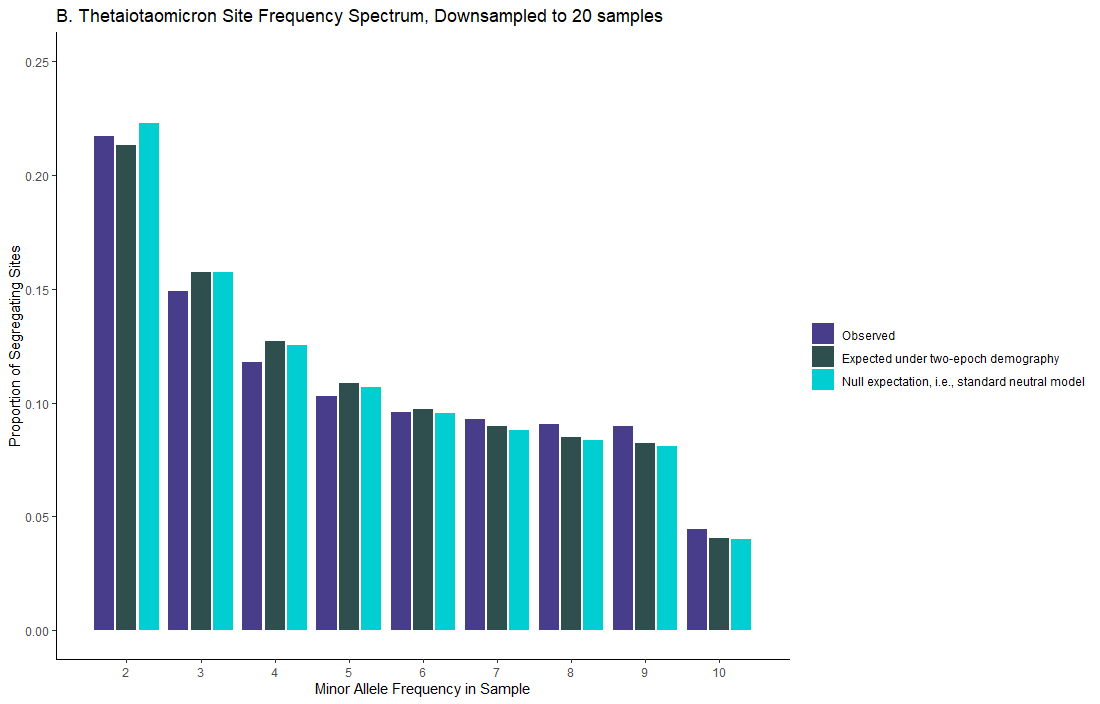 B. Thetaiotaomicron Site Frequency Spectrum, Downsampled to 20 samples
Proportion of Segregating Sites
0.25
0.20
0.15
0.10
0.05
0.00
2 3 4 5 6 7 8 9 10
Minor Allele Frequency in Sample
Observed
Expected under two-epoch demography
Null expectation, i.e., standard neutral model